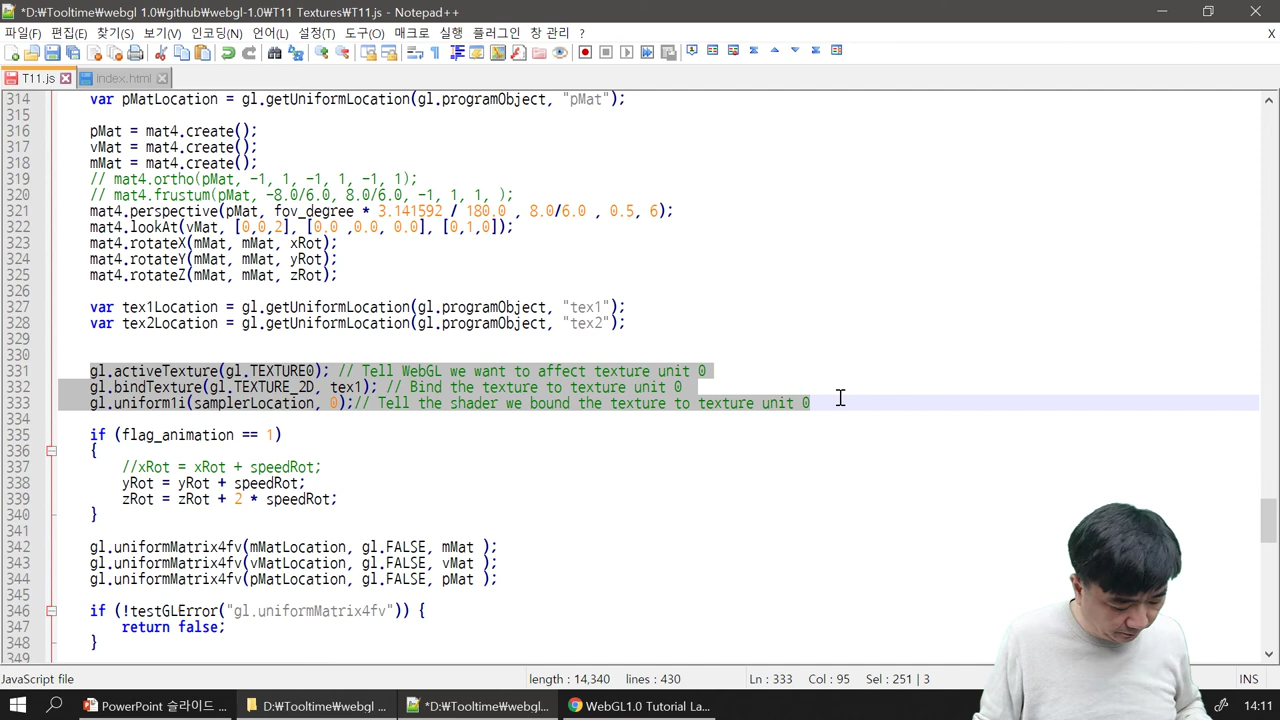 *D:\Tooltime\webgl 1.0\github\webgl-1.0\T11 Textures\T11.js - Notepad++
파일(F) 편집(E) 찾기(S) 보기(V) 인코딩(N) 언어(L) 설정(T) 도구(O) 매크로 실행 플러그인 창 관리 ? X
T11.js index.html
314 var pMatLocation = gl.getUniformLocation(gl.programObject, "pMat");
315
316 pMat = mat4.create();
317 vMat = mat4.create();
318 mMat = mat4.create();
319 // mat4.ortho(pMat, -1, 1, -1, 1, -1, 1);
320 // mat4.frustum(pMat, -8.0/6.0, 8.0/6.0, -1, 1, 1, );
321 mat4.perspective(pMat, fov_degree * 3.141592 / 180.0 , 8.0/6.0 , 0.5, 6);
322 mat4.lookAt(vMat, [0,0,2], [0.0 ,0.0, 0.0], [0,1,0]);
323 mat4.rotateX(mMat, mMat, xRot);
324 mat4.rotateY(mMat, mMat, yRot);
325 mat4.rotateZ(mMat, mMat, zRot);
326
327 var tex1Location = gl.getUniformLocation(gl.programObject, "tex1");
328 var tex2Location = gl.getUniformLocation(gl.programObject, "tex2");
329
330
331 gl.activeTexture(gl.TEXTURE0); // Tell WebGL we want to affect texture unit 0
332 gl.bindTexture(gl.TEXTURE_2D, tex1); // Bind the texture to texture unit 0
333 gl.uniform1i(samplerLocation, 0);// Tell the shader we bound the texture to texture unit 0
334
335 if (flag_animation == 1)
336 {
337 //xRot = xRot + speedRot;
338 yRot = yRot + speedRot;
339 zRot = zRot + 2 * speedRot;
340 }
341
342 gl.uniformMatrix4fv(mMatLocation, gl.FALSE, mMat );
343 gl.uniformMatrix4fv(vMatLocation, gl.FALSE, vMat );
344 gl.uniformMatrix4fv(pMatLocation, gl.FALSE, pMat );
345
346 if (!testGLError("gl.uniformMatrix4fv")) {
347 return false;
348 }
349
JavaScript file length : 14,340 lines : 430 Ln : 333 Col : 95 Sel : 251 | 3 INS
PowerPoint 슬라이드 ... D:\Tooltime\webgl ... *D:\Tooltime\webgl... WebGL1.0 Tutorial La... 14:11